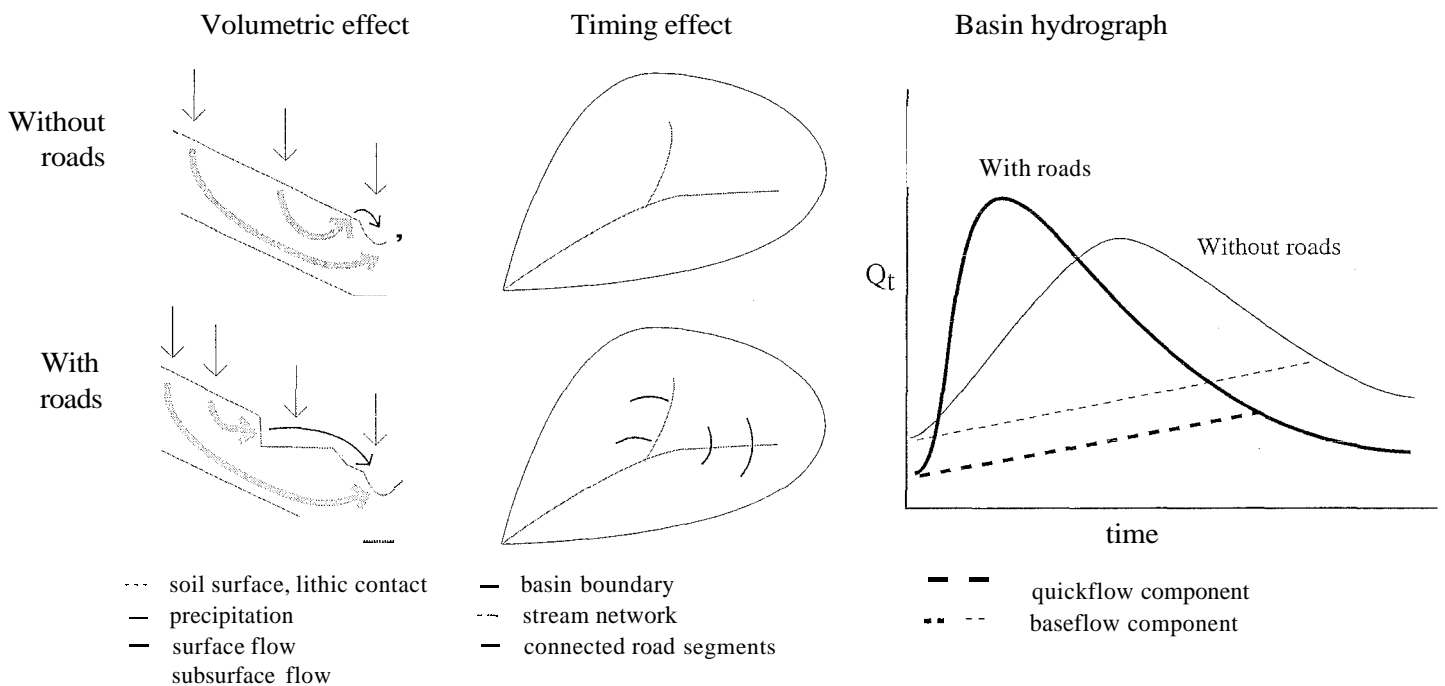 Volumetric effect
Timing effect
Basin hydrograph
Without
roads
With
roads
With roads
Without roads
Qt
time
soil surface, lithic contact
precipitation
surface flow
subsurface flow
basin boundary
stream network
connected road segments
quickflow component
baseflow component